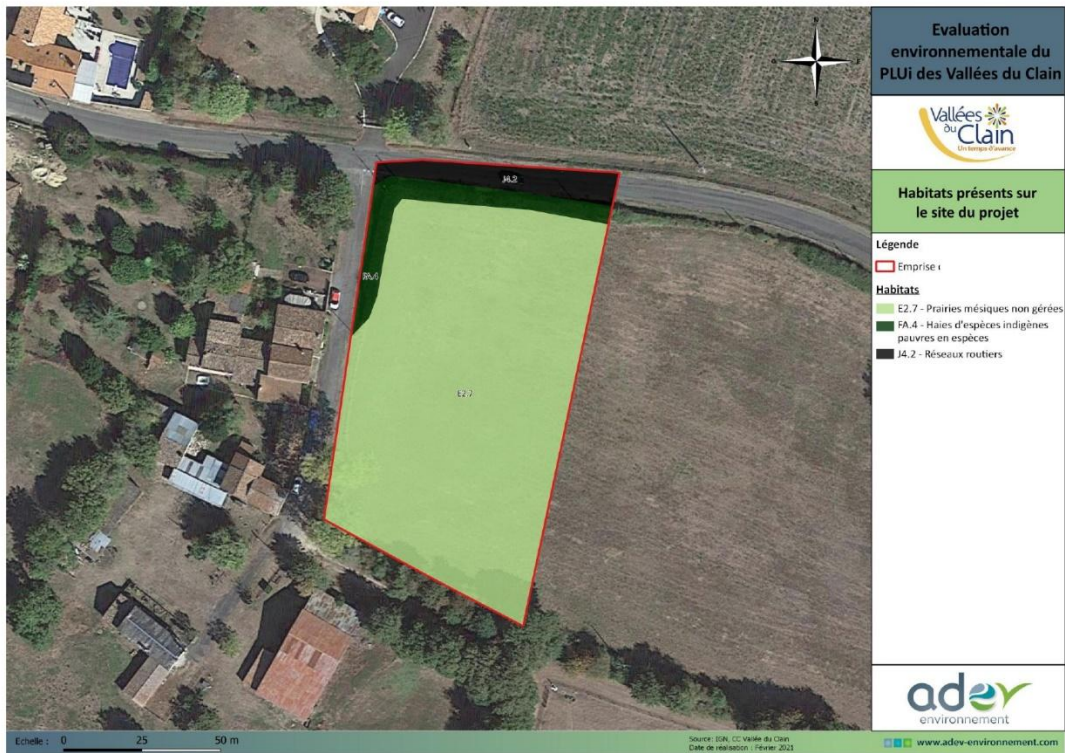 Evaluation
environnementale du
PLUi des Vallées du Clain
Vallées
du Clain
Un temps d'avance
Habitats présents sur
le site du projet
Légende
Emprise
Habitats
E2.7 - Prairies mésiques non gérées
FA.4 - Haies d'espèces indigènes
pauvres en espèces
J4.2 - Réseaux routiers
J4.2
FA.4
E2.7
adev
environnement
Echelle : 0 25 50 m
Source: IGN, CC Vallée du Clain
Date de réalisation : Février 2021
www.adev-environnement.com